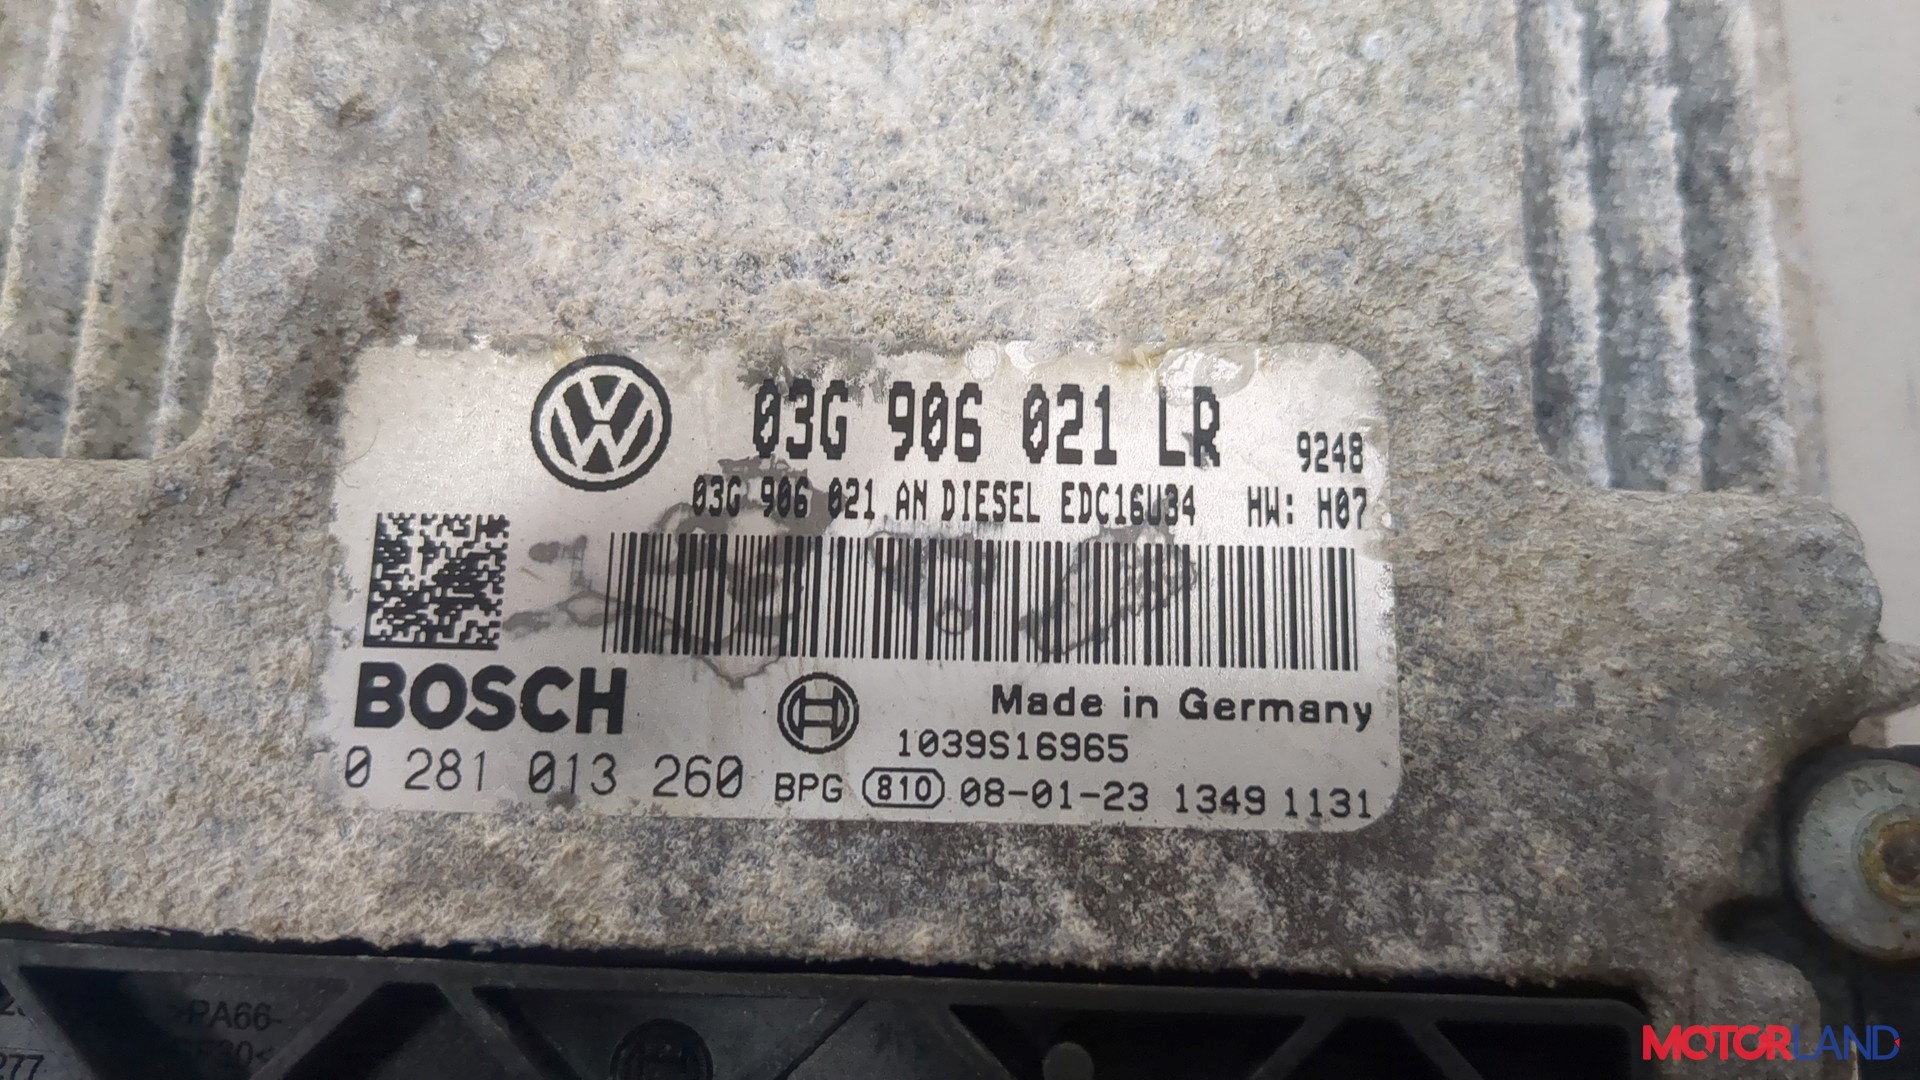 03G 906 021 LR 9248
03G 906 021 AN DIESEL EDC16U34 HW: H07
BOSCH
Made in Germany
1039S16965
0 281 013 260 BPG 810 08-01-23 1349 1131
PA66-
277
MOTORLAND